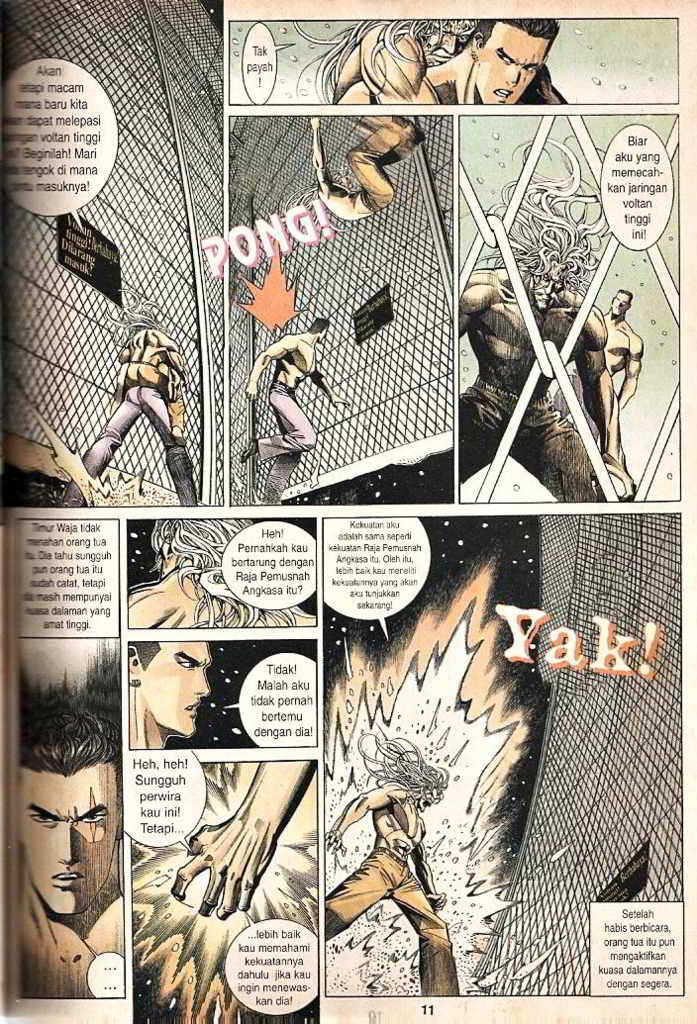 Akan
tetapi macam
mana baru kita
dapat melepasi
jaringan voltan tinggi
Beginilah! Mari
tengok di mana
masuknya!
voltan
tinggi! Berbahaya
Dilarang
masuk!
Tak
payah
!
PONG!
Biar
aku yang
memecah-
kan jaringan
voltan
tinggi
ini!
Timur Waja tidak
menahan orang tua
itu. Dia tahu sungguh
pun orang tua itu
sudah catat, tetapi
dia masih mempunyai
kuasa dalaman yang
amat tinggi.
Heh!
Pernahkah kau
bertarung dengan
Raja Pemusnah
Angkasa itu?
Tidak!
Malah aku
tidak pernah
bertemu
dengan dia!
Heh, heh!
Sungguh
perwira
kau ini!
Tetapi...
...lebih baik
kau memahami
kekuatannya
dahulu jika kau
ingin menewas-
kan dia!
...
...
Kekuatan aku
adalah sama seperti
kekuatan Raja Pemusnah
Angkasa itu. Oleh itu,
lebih baik kau meneliti
kekuatannya yang akan
aku tunjukkan
sekarang!
Yak!
Setelah
habis berbicara,
orang tua itu pun
mengaktifkan
kuasa dalamannya
dengan segera.
11